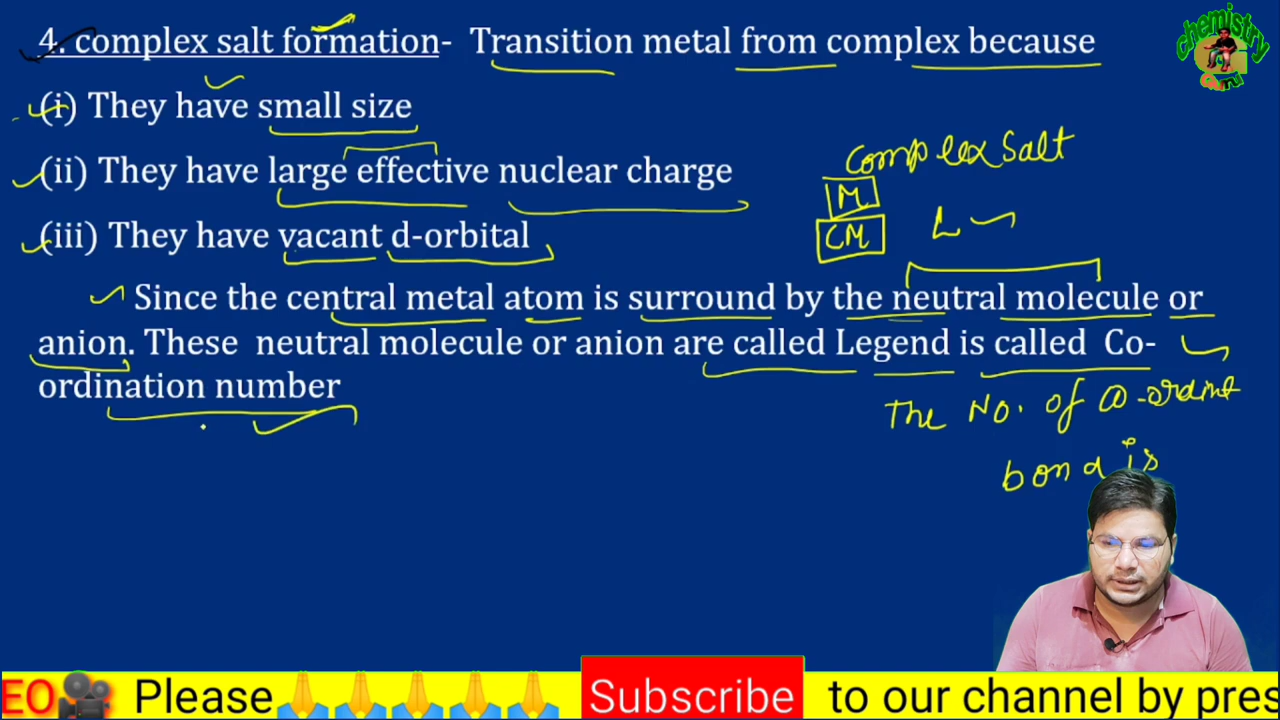 4. complex salt formation- Transition metal from complex because
(i) They have small size
(ii) They have large effective nuclear charge
(iii) They have vacant d-orbital
Complex Salt
M
CM
L
Since the central metal atom is surround by the neutral molecule or
anion. These neutral molecule or anion are called Legend is called Co-
ordination number
The No. of co-ordint
bond is
chemistry
EO Please Subscribe to our channel by pres